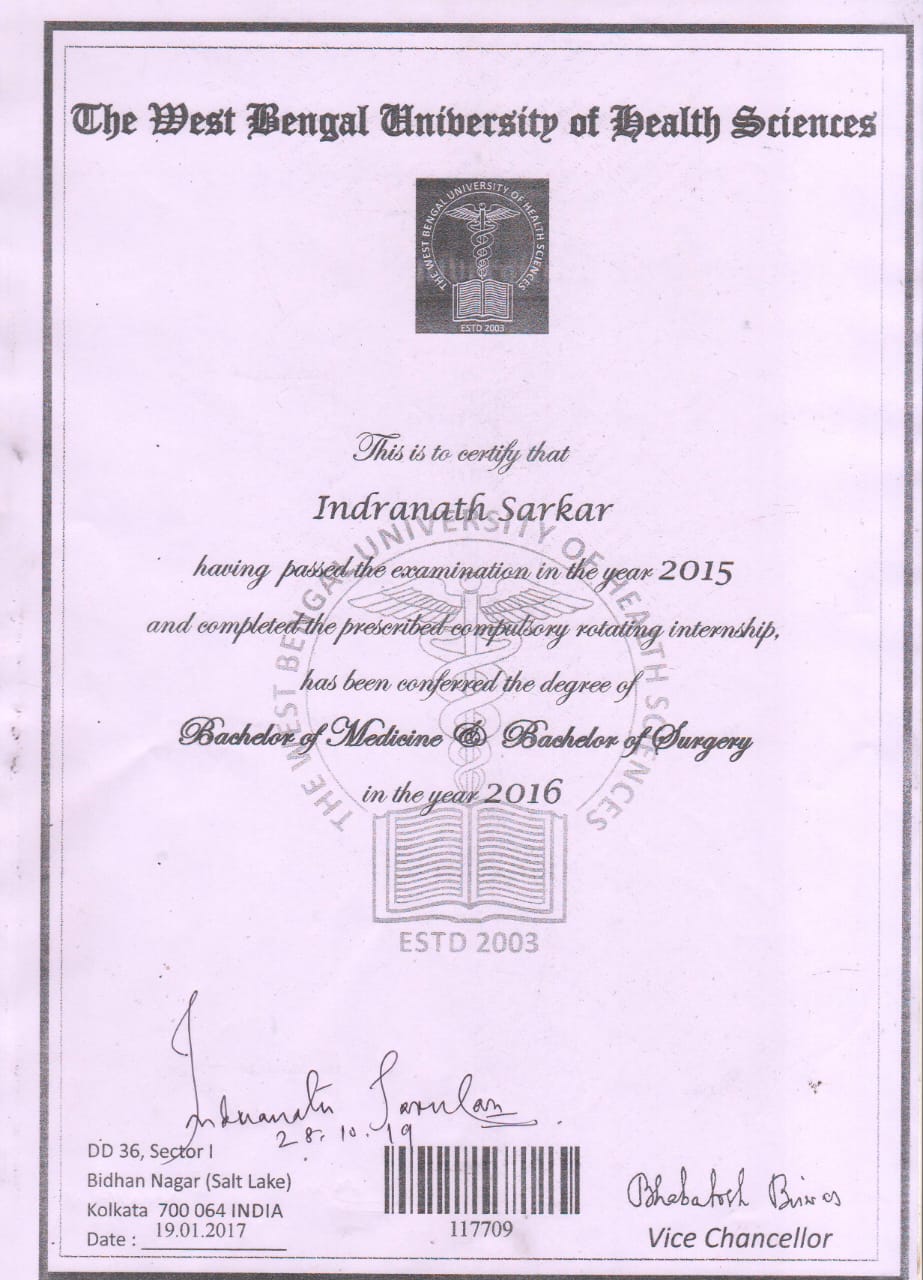 The West Bengal University of Health Sciences
THE WEST BENGAL UNIVERSITY OF HEALTH SCIENCES
ESTD 2003
This is to certify that
Indranath Sarkar
having passed the examination in the year 2015
and completed the prescribed compulsory rotating internship,
has been conferred the degree of
Bachelor of Medicine & Bachelor of Surgery
in the year 2016
THE WEST BENGAL UNIVERSITY OF HEALTH SCIENCES
ESTD 2003
Indranath Sarkar
28.10.19
DD 36, Sector I
Bidhan Nagar (Salt Lake)
Kolkata 700 064 INDIA
Date : 19.01.2017
117709
Bhabatosh Biswas
Vice Chancellor